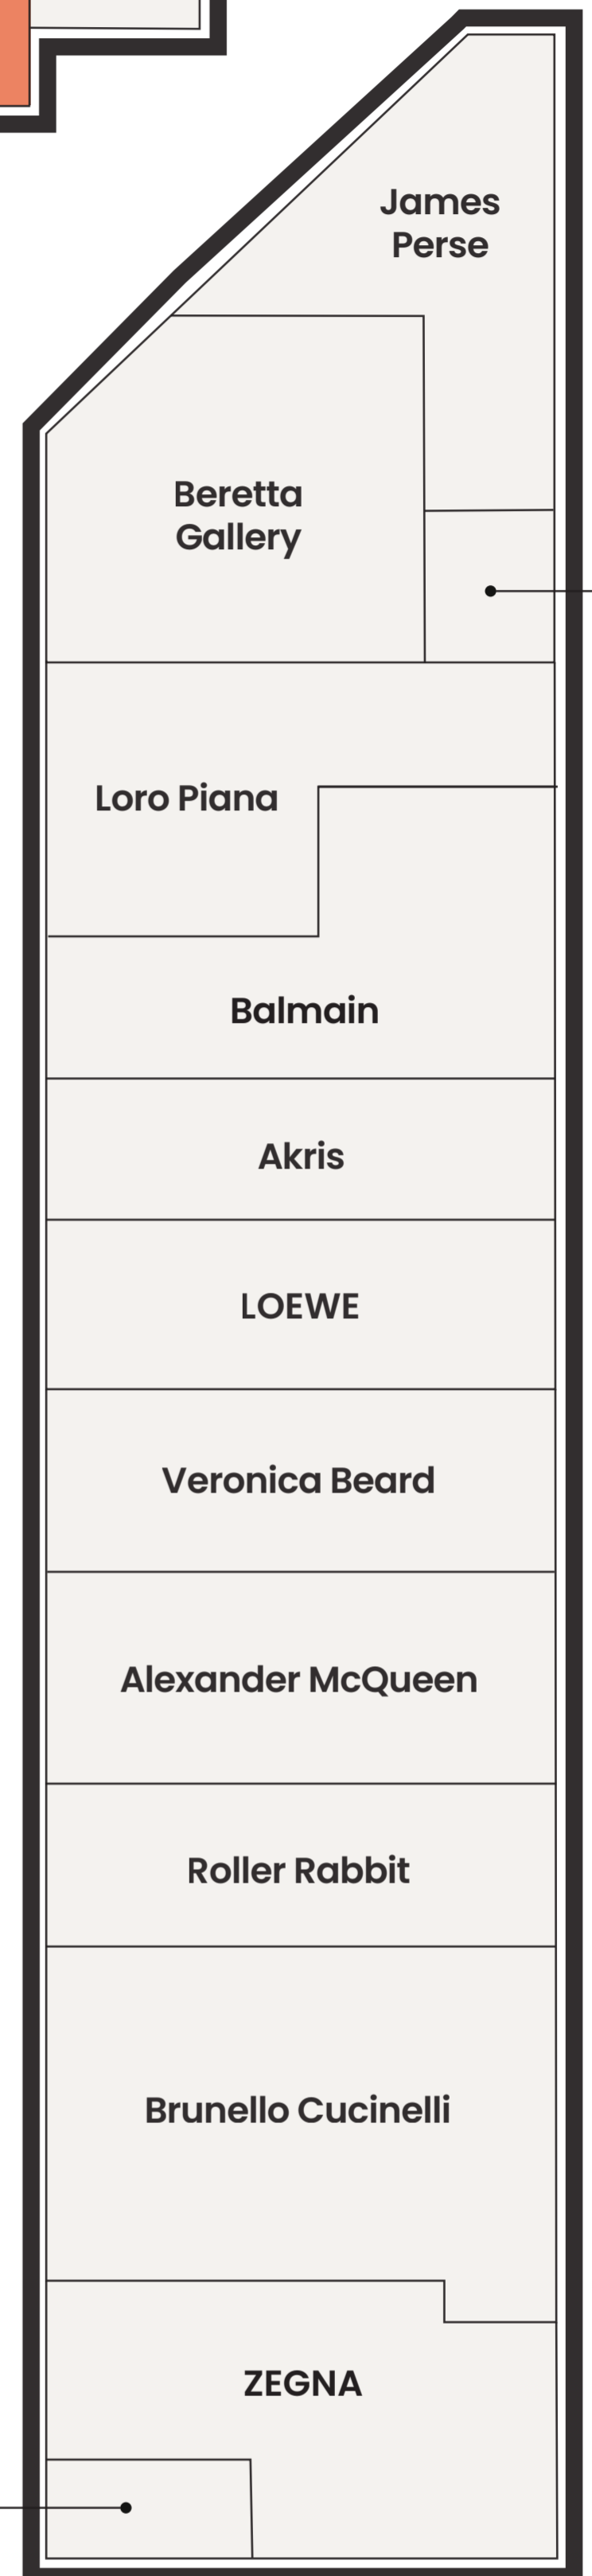 James
Perse
Beretta
Gallery
Loro Piana
Balmain
Akris
LOEWE
Veronica Beard
Alexander McQueen
Roller Rabbit
Brunello Cucinelli
ZEGNA